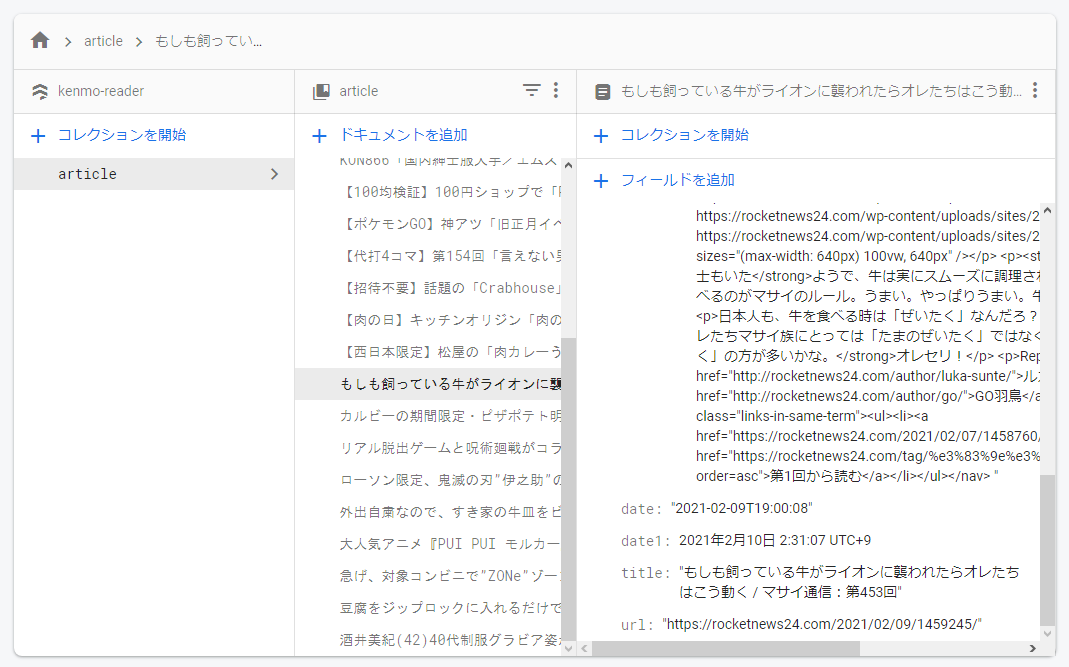 article
もしも飼ってい...
kenmo-reader
article
もしも飼っている牛がライオンに襲われたらオレたちはこう動...
コレクションを開始
ドキュメントを追加
コレクションを開始
article
フィールドを追加
KUN866「国内紳士服大手／エムス
【100均検証】100円ショップで「
【ポケモンGO】神アツ「旧正月イベ
【代打4コマ】第154回「言えない
【招待不要】話題の「Crabhouse」
【肉の日】キッチンオリジン「肉の
【西日本限定】松屋の「肉カレーう
もしも飼っている牛がライオンに襲
カルビーの期間限定・ピザポテト明
リアル脱出ゲームと呪術廻戦がコラ
ローソン限定、鬼滅の刃"伊之助"の
外出自粛なので、すき家の牛皿をビ
大人気アニメ『PUI PUI モルカー
急げ、対象コンビニで"ZONe"ゾーン
豆腐をジップロックに入れるだけで
酒井美紀(42)40代制服グラビア姿
https://rocketnews24.com/wp-content/uploads/sites/2
https://rocketnews24.com/wp-content/uploads/sites/2
sizes="(max-width: 640px) 100vw, 640px" /></p> <p><st
士もいた</strong>ようで、牛は実にスムーズに調理さ
べるのがマサイのルール。うまい。やっぱりうまい。牛
<p>日本人も、牛を食べる時は「ぜいたく」なんだろ？
レたちマサイ族にとっては「たまのぜいたく」ではなく
く」の方が多いかな。</strong>オレセリ！</p> <p>Rep
href="http://rocketnews24.com/author/luka-sunte/">ル
href="http://rocketnews24.com/author/go/">GO羽鳥</a
class="links-in-same-term"><ul><li><a
href="https://rocketnews24.com/2021/02/07/1458760/
href="https://rocketnews24.com/tag/%e3%83%9e%e3%
order=asc">第1回から読む</a></li></ul></nav> "
date: "2021-02-09T19:00:08"
date1: 2021年2月10日 2:31:07 UTC+9
title: "もしも飼っている牛がライオンに襲われたらオレたち
はこう動く / マサイ通信：第453回"
url: "https://rocketnews24.com/2021/02/09/1459245/"